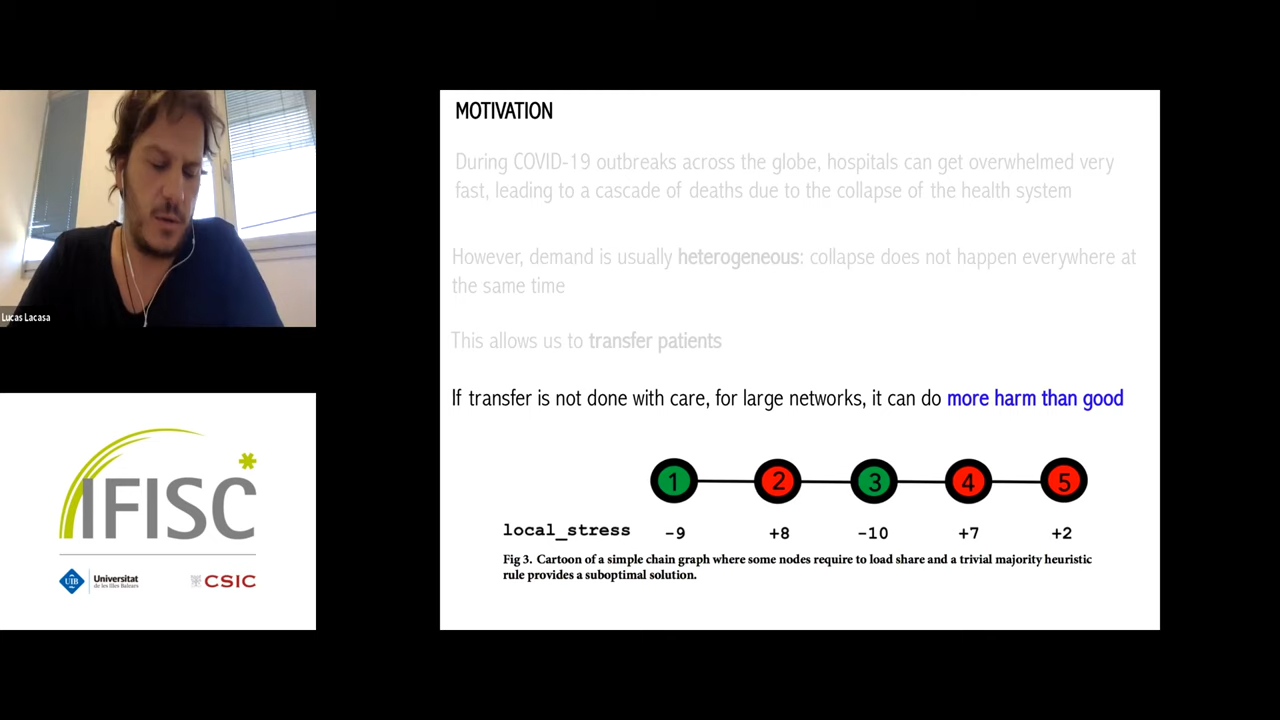 MOTIVATION
During COVID-19 outbreaks across the globe, hospitals can get overwhelmed very
fast, leading to a cascade of deaths due to the collapse of the health system
However, demand is usually heterogeneous: collapse does not happen everywhere at
the same time
This allows us to transfer patients
If transfer is not done with care, for large networks, it can do more harm than good
1 2 3 4 5
local_stress -9 +8 -10 +7 +2
Fig 3. Cartoon of a simple chain graph where some nodes require to load share and a trivial majority heuristic
rule provides a suboptimal solution.
Lucas Lacasa
IFISC
UIB Universitat
de les Illes Balears
CSIC